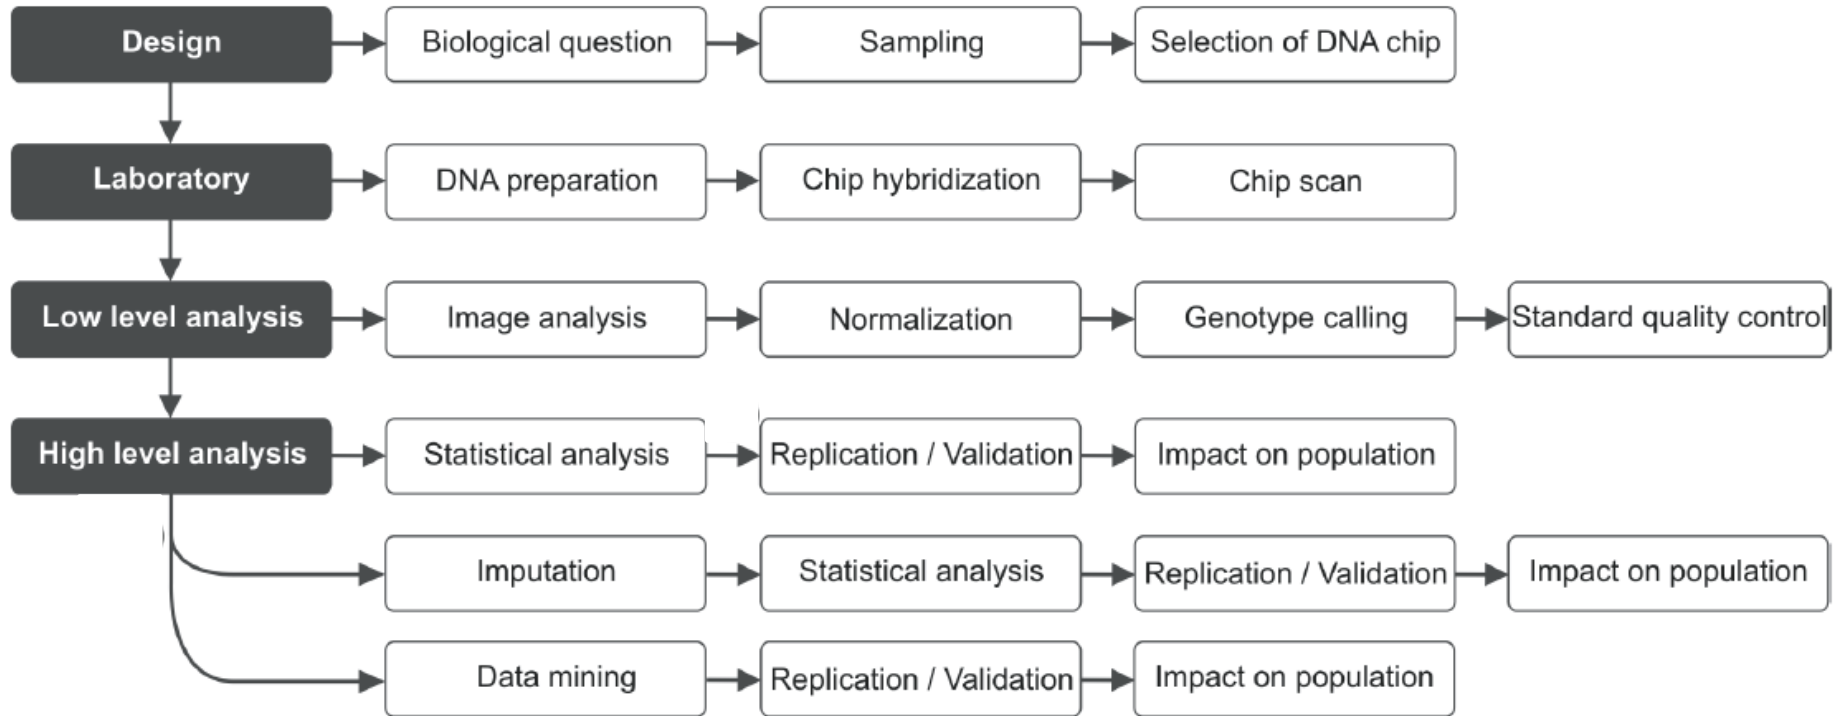 Design
Biological question
Sampling
Selection of DNA chip
Laboratory
DNA preparation
Chip hybridization
Chip scan
Low level analysis
Image analysis
Normalization
Genotype calling
Standard quality control
High level analysis
Statistical analysis
Replication / Validation
Impact on population
Imputation
Statistical analysis
Replication / Validation
Impact on population
Data mining
Replication / Validation
Impact on population